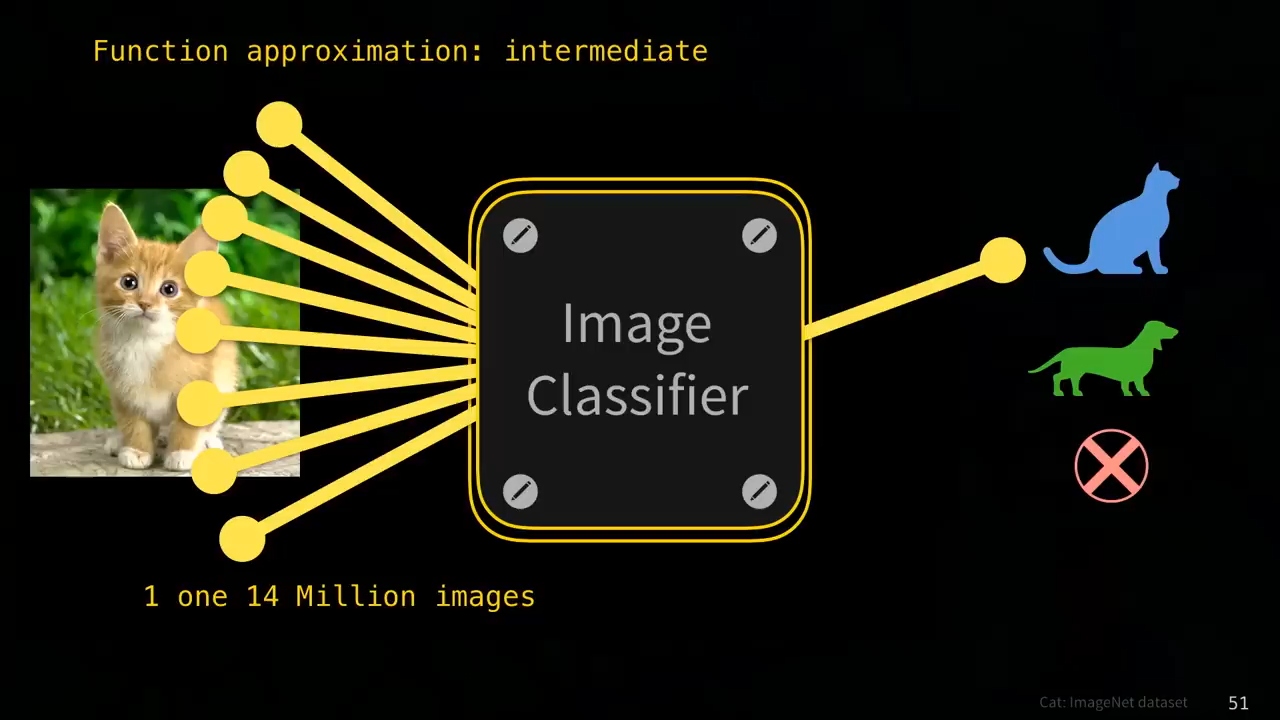 Function approximation: intermediate
Image
Classifier
1 one 14 Million images
Cat: ImageNet dataset
51